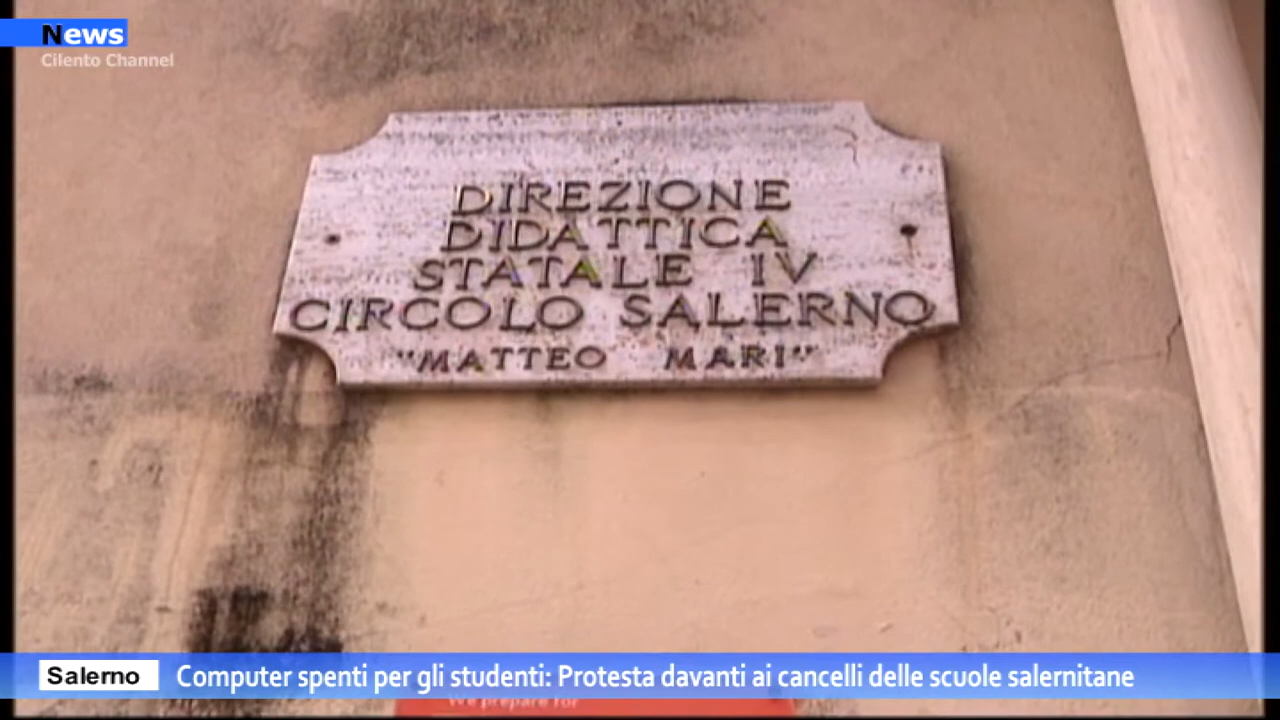 News
Cilento Channel
DIREZIONE
DIDATTICA
STATALE IV
CIRCOLO SALERNO
"MATTEO MARI"
Salerno Computer spenti per gli studenti: Protesta davanti ai cancelli delle scuole salernitane
We prepare for